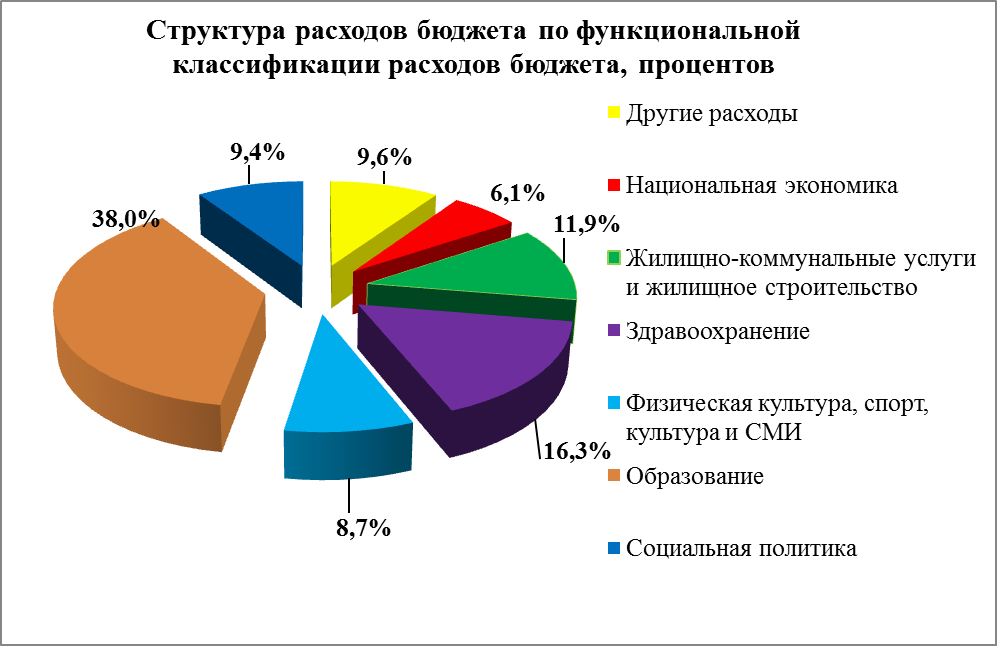 Структура расходов бюджета по функциональной
классификации расходов бюджета, процентов
9,4%
9,6%
6,1%
11,9%
38,0%
16,3%
8,7%
Другие расходы
Национальная экономика
Жилищно-коммунальные услуги
и жилищное строительство
Здравоохранение
Физическая культура, спорт,
культура и СМИ
Образование
Социальная политика